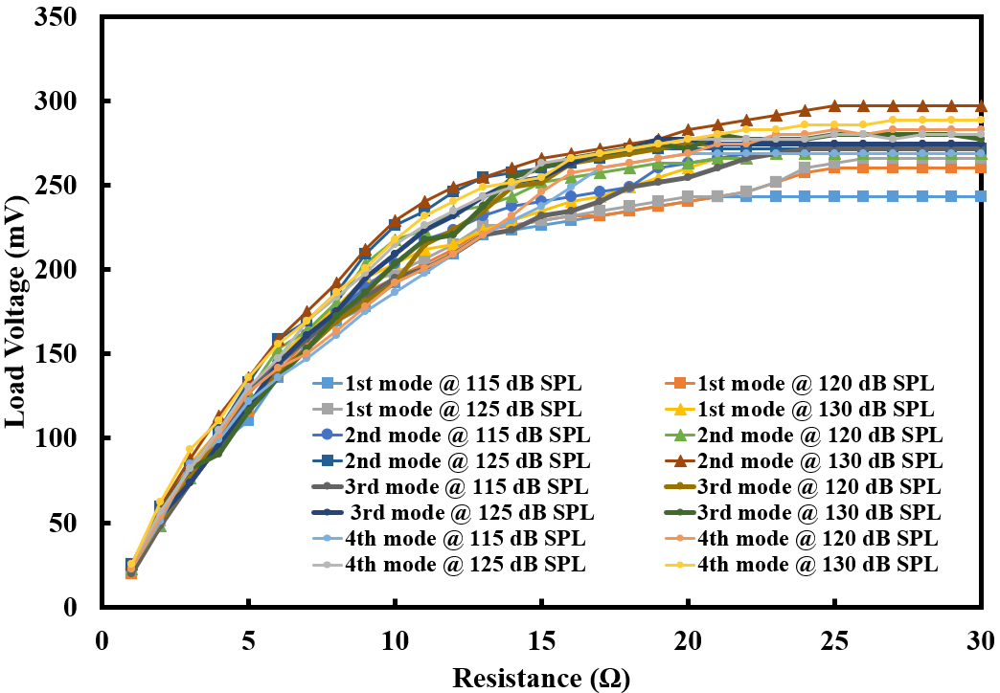 350
300
250
200
150
100
50
0
Load Voltage (mV)
1st mode @ 115 dB SPL 1st mode @ 120 dB SPL
1st mode @ 125 dB SPL 1st mode @ 130 dB SPL
2nd mode @ 115 dB SPL 2nd mode @ 120 dB SPL
2nd mode @ 125 dB SPL 2nd mode @ 130 dB SPL
3rd mode @ 115 dB SPL 3rd mode @ 120 dB SPL
3rd mode @ 125 dB SPL 3rd mode @ 130 dB SPL
4th mode @ 115 dB SPL 4th mode @ 120 dB SPL
4th mode @ 125 dB SPL 4th mode @ 130 dB SPL
0 5 10 15 20 25 30
Resistance (Ω)